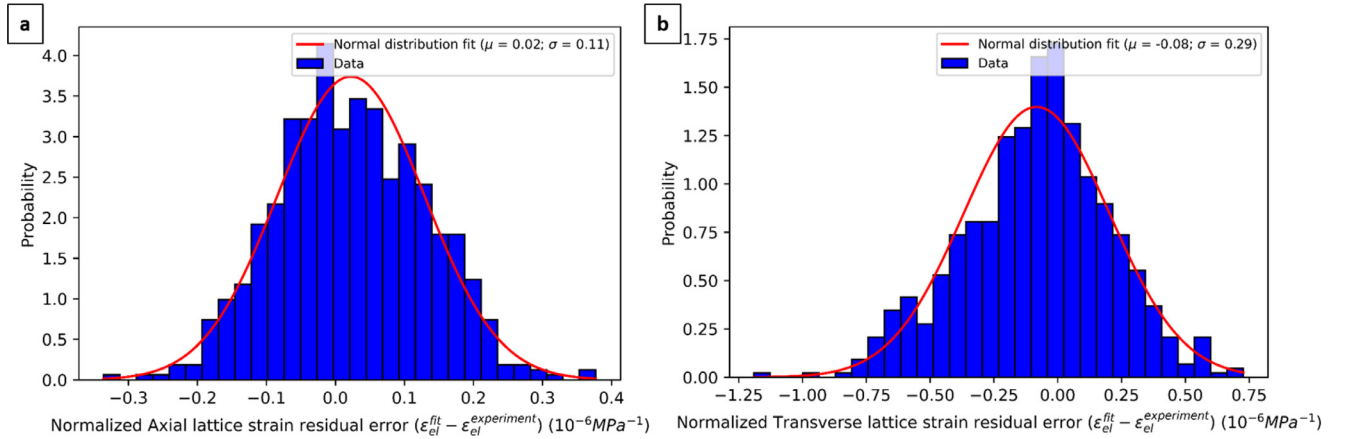 a
Normal distribution fit (μ = 0.02; σ = 0.11)
Data
Probability
4.0
3.5
3.0
2.5
2.0
1.5
1.0
0.5
0.0
−0.3 −0.2 −0.1 0.0 0.1 0.2 0.3 0.4
Normalized Axial lattice strain residual error (ε_el^fit − ε_el^experiment) (10^−6 MPa^−1)
b
Normal distribution fit (μ = -0.08; σ = 0.29)
Data
Probability
1.75
1.50
1.25
1.00
0.75
0.50
0.25
0.00
−1.25 −1.00 −0.75 −0.50 −0.25 0.00 0.25 0.50 0.75
Normalized Transverse lattice strain residual error (ε_el^fit − ε_el^experiment) (10^−6 MPa^−1)